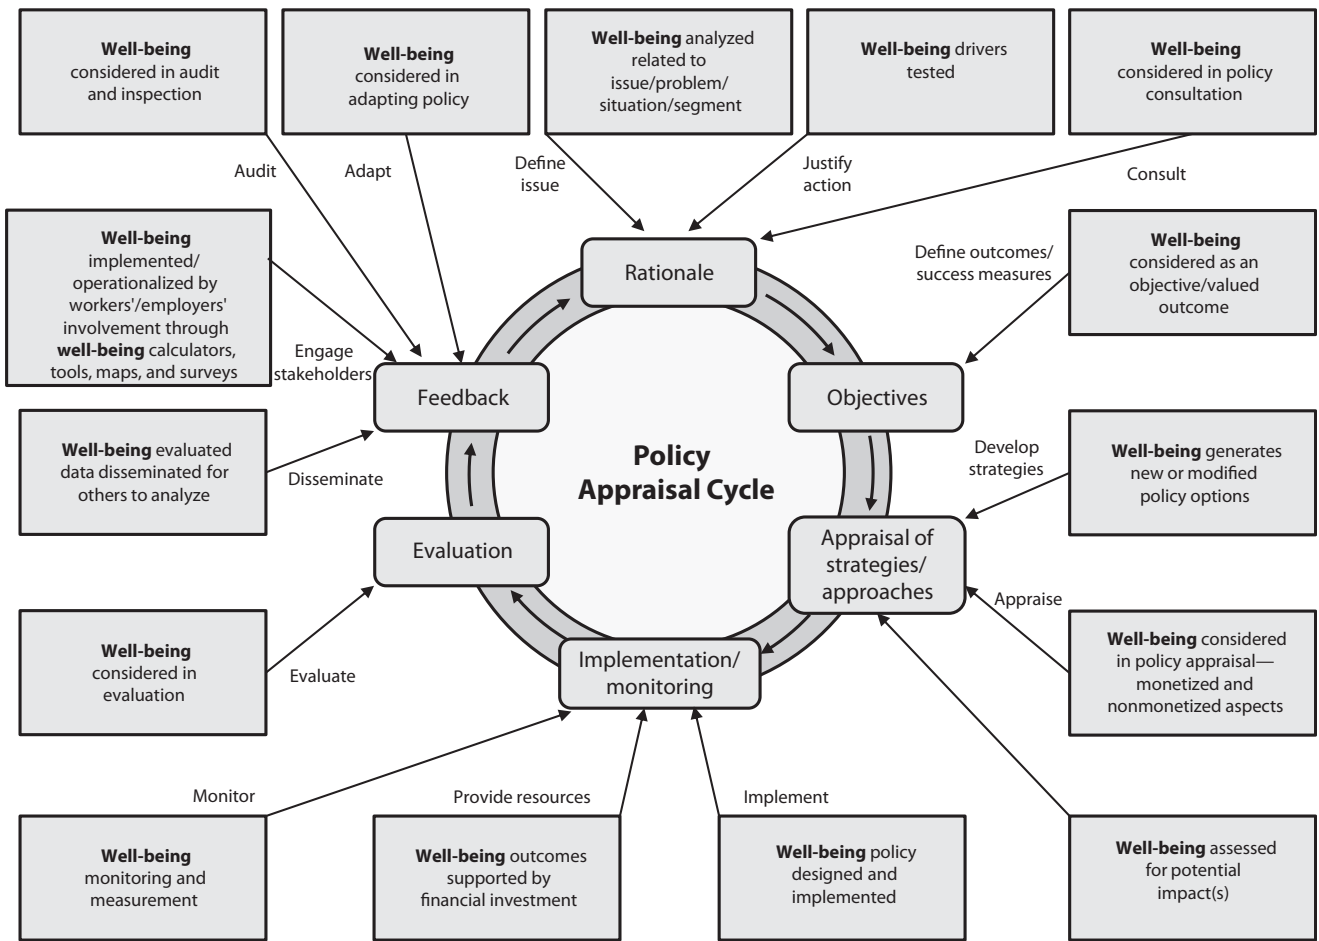 Well-being
considered in audit
and inspection
Well-being
considered in
adapting policy
Well-being analyzed
related to
issue/problem/
situation/segment
Well-being drivers
tested
Well-being
considered in policy
consultation
Audit
Adapt
Define
issue
Justify
action
Consult
Well-being
implemented/
operationalized by
workers'/employers'
involvement through
well-being calculators,
tools, maps, and surveys
Engage
stakeholders
Rationale
Define outcomes/
success measures
Well-being
considered as an
objective/valued
outcome
Feedback
Objectives
Policy
Appraisal Cycle
Well-being evaluated
data disseminated for
others to analyze
Disseminate
Develop
strategies
Well-being generates
new or modified
policy options
Evaluation
Appraisal of
strategies/
approaches
Appraise
Well-being
considered in
evaluation
Evaluate
Implementation/
monitoring
Well-being considered
in policy appraisal—
monetized and
nonmonetized aspects
Monitor
Provide resources
Implement
Well-being
monitoring and
measurement
Well-being outcomes
supported by
financial investment
Well-being policy
designed and
implemented
Well-being assessed
for potential
impact(s)